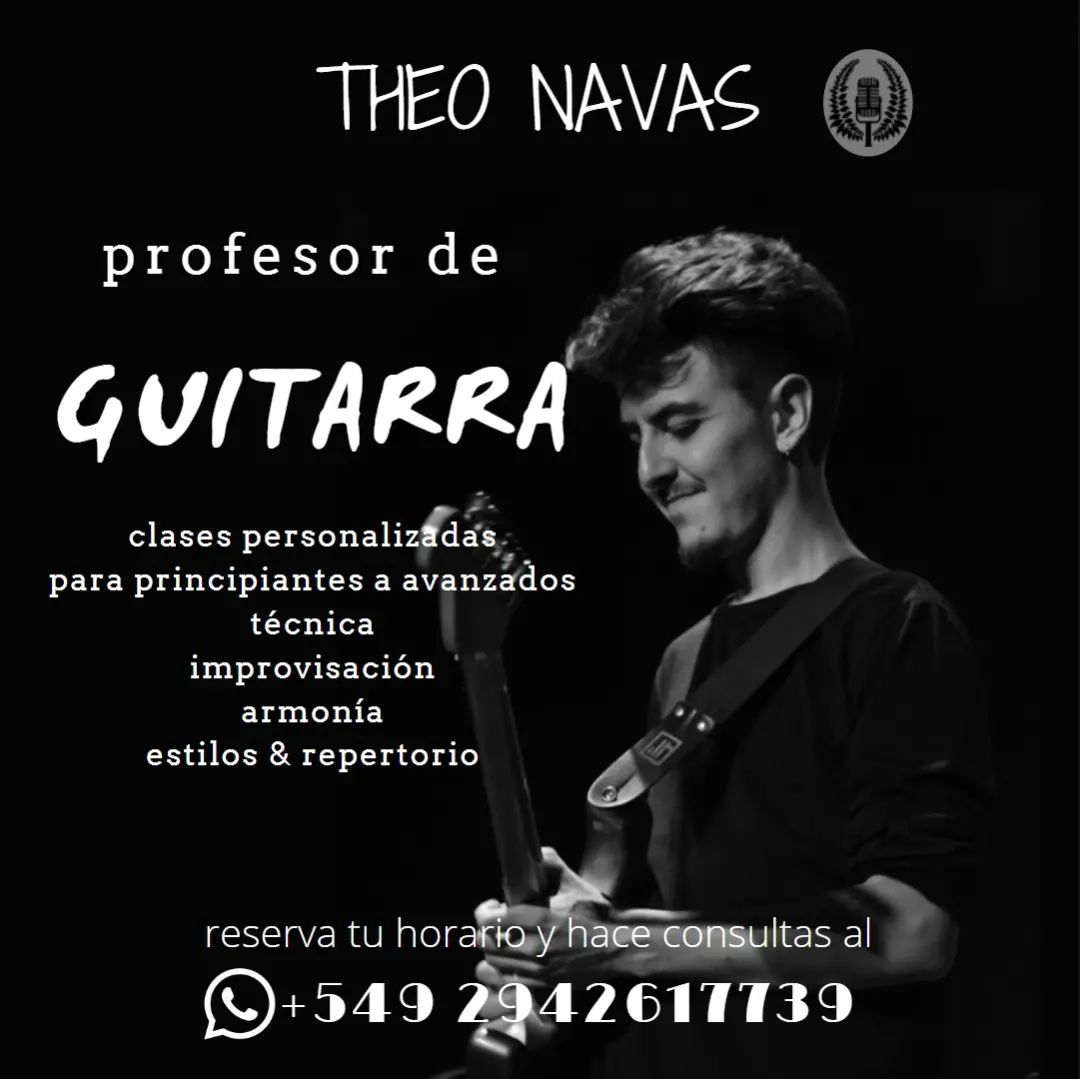 THEO NAVAS
profesor de
GUITARRA
clases personalizadas
para principiantes a avanzados
técnica
improvisación
armonía
estilos & repertorio
reserva tu horario y hace consultas al
+549 2942617739